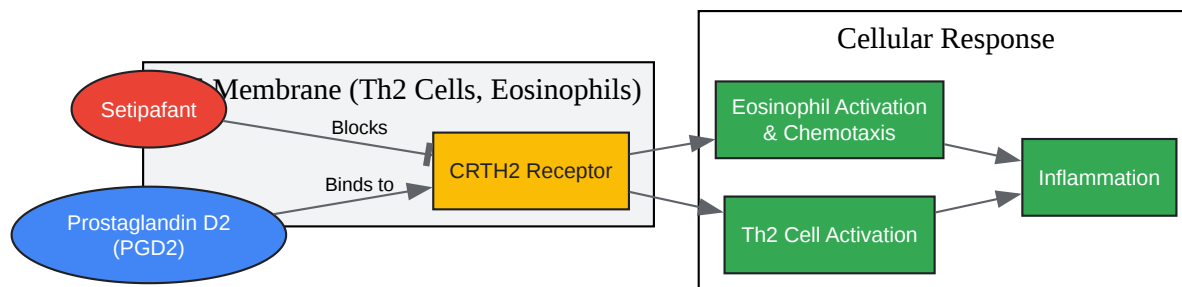 Cellular Response
Membrane (Th2 Cells, Eosinophils)
Setipafant
Blocks
Eosinophil Activation
& Chemotaxis
CRTH2 Receptor
Inflammation
Binds to
Prostaglandin D2
(PGD2)
Th2 Cell Activation